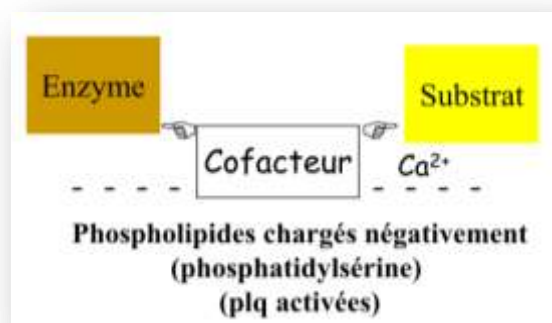 Enzyme
Substrat
Cofacteur
Ca²⁺
- - - - - - - -
Phospholipides chargés négativement
(phosphatidylsérine)
(plq activées)